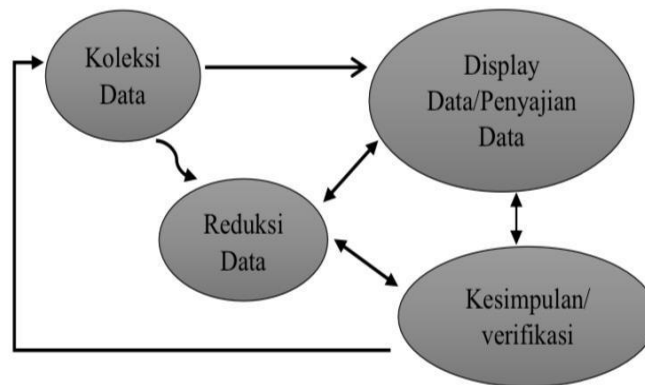 Koleksi
Data
Display
Data/Penyajian
Data
Reduksi
Data
Kesimpulan/
verifikasi